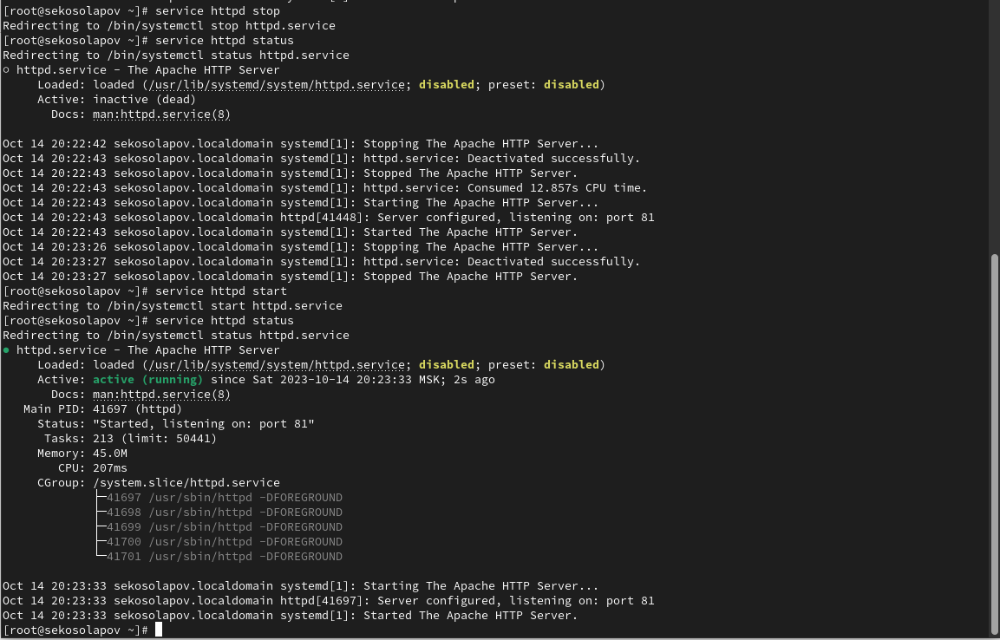 [root@sekosolapov ~]# service httpd stop
Redirecting to /bin/systemctl stop httpd.service
[root@sekosolapov ~]# service httpd status
Redirecting to /bin/systemctl status httpd.service
○ httpd.service - The Apache HTTP Server
     Loaded: loaded (/usr/lib/systemd/system/httpd.service; disabled; preset: disabled)
     Active: inactive (dead)
       Docs: man:httpd.service(8)

Oct 14 20:22:42 sekosolapov.localdomain systemd[1]: Stopping The Apache HTTP Server...
Oct 14 20:22:43 sekosolapov.localdomain systemd[1]: httpd.service: Deactivated successfully.
Oct 14 20:22:43 sekosolapov.localdomain systemd[1]: Stopped The Apache HTTP Server.
Oct 14 20:22:43 sekosolapov.localdomain systemd[1]: httpd.service: Consumed 12.857s CPU time.
Oct 14 20:22:43 sekosolapov.localdomain systemd[1]: Starting The Apache HTTP Server...
Oct 14 20:22:43 sekosolapov.localdomain httpd[41448]: Server configured, listening on: port 81
Oct 14 20:22:43 sekosolapov.localdomain systemd[1]: Started The Apache HTTP Server.
Oct 14 20:23:26 sekosolapov.localdomain systemd[1]: Stopping The Apache HTTP Server...
Oct 14 20:23:27 sekosolapov.localdomain systemd[1]: httpd.service: Deactivated successfully.
Oct 14 20:23:27 sekosolapov.localdomain systemd[1]: Stopped The Apache HTTP Server.
[root@sekosolapov ~]# service httpd start
Redirecting to /bin/systemctl start httpd.service
[root@sekosolapov ~]# service httpd status
Redirecting to /bin/systemctl status httpd.service
● httpd.service - The Apache HTTP Server
     Loaded: loaded (/usr/lib/systemd/system/httpd.service; disabled; preset: disabled)
     Active: active (running) since Sat 2023-10-14 20:23:33 MSK; 2s ago
       Docs: man:httpd.service(8)
   Main PID: 41697 (httpd)
     Status: "Started, listening on: port 81"
      Tasks: 213 (limit: 50441)
     Memory: 45.0M
        CPU: 207ms
     CGroup: /system.slice/httpd.service
             ├─41697 /usr/sbin/httpd -DFOREGROUND
             ├─41698 /usr/sbin/httpd -DFOREGROUND
             ├─41699 /usr/sbin/httpd -DFOREGROUND
             ├─41700 /usr/sbin/httpd -DFOREGROUND
             └─41701 /usr/sbin/httpd -DFOREGROUND

Oct 14 20:23:33 sekosolapov.localdomain systemd[1]: Starting The Apache HTTP Server...
Oct 14 20:23:33 sekosolapov.localdomain httpd[41697]: Server configured, listening on: port 81
Oct 14 20:23:33 sekosolapov.localdomain systemd[1]: Started The Apache HTTP Server.
[root@sekosolapov ~]#